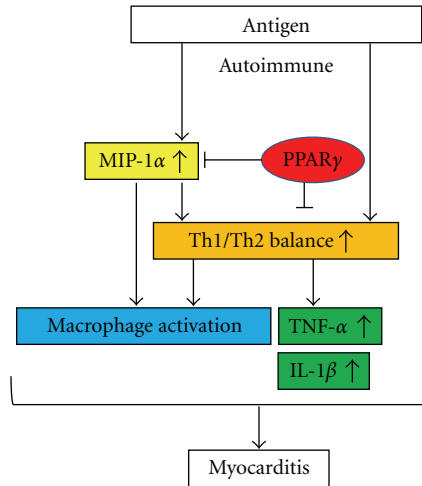 Antigen
Autoimmune
MIP-1α ↑
PPARγ
Th1/Th2 balance ↑
Macrophage activation
TNF-α ↑
IL-1β ↑
Myocarditis